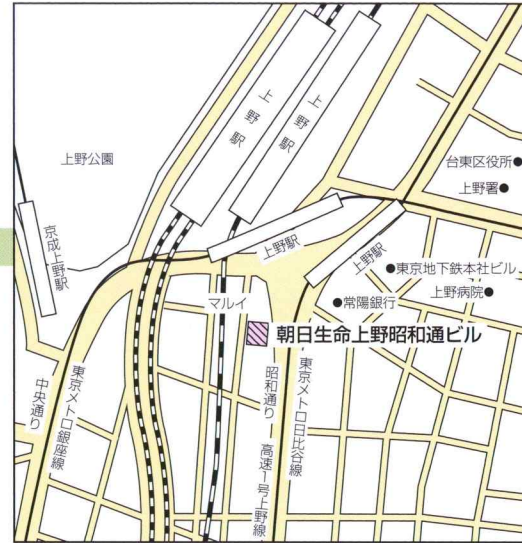 上野駅
上野駅
上野公園
台東区役所●
上野署●
京成上野駅
上野駅
上野駅
●東京地下鉄本社ビル
上野病院●
マルイ
●常陽銀行
朝日生命上野昭和通ビル
中央通り
東京メトロ銀座線
昭和通り
高速1号上野線
東京メトロ日比谷線